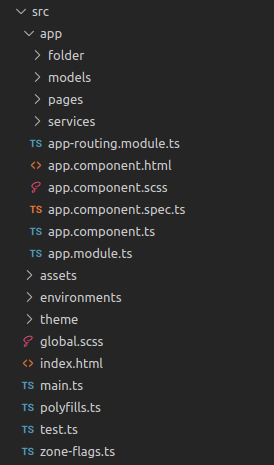 src
app
folder
models
pages
services
TS app-routing.module.ts
<> app.component.html
app.component.scss
TS app.component.spec.ts
TS app.component.ts
TS app.module.ts
assets
environments
theme
global.scss
<> index.html
TS main.ts
TS polyfills.ts
TS test.ts
TS zone-flags.ts